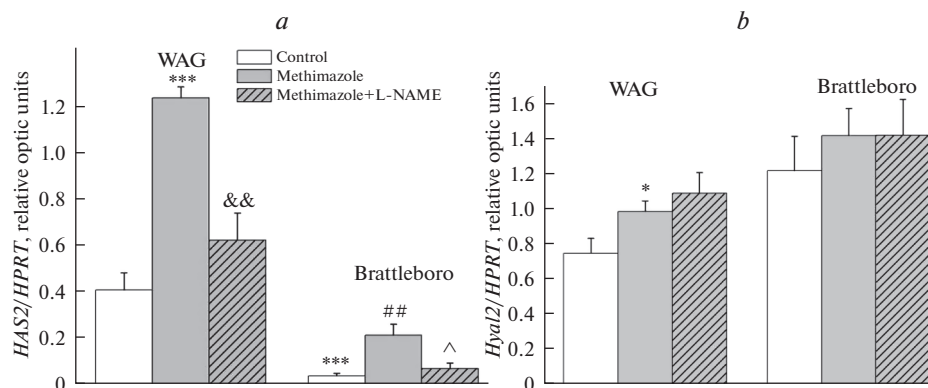 a
HAS2/HPRT, relative optic units
1.2
1.0
0.8
0.6
0.4
0.2
0
WAG
***
&&
Control
Methimazole
Methimazole+L-NAME
Brattleboro
***
##
^
b
Hyal2/HPRT, relative optic units
1.6
1.4
1.2
1.0
0.8
0.6
0.4
0.2
0
WAG
*
Brattleboro